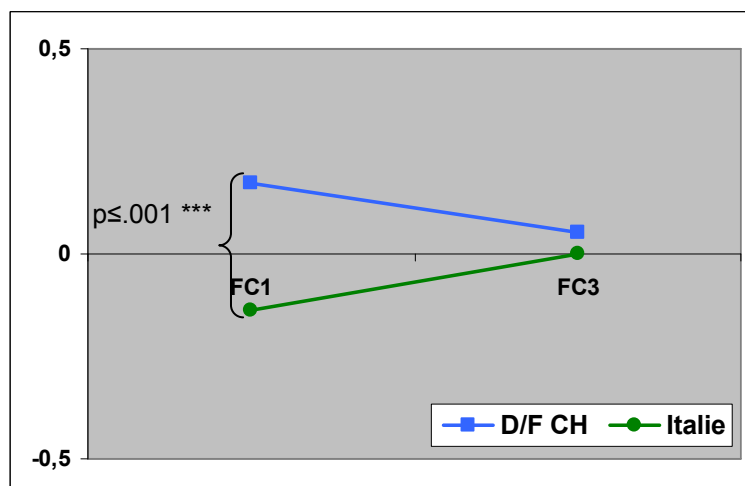 0,5
p≤.001 ***
0
FC1
FC3
D/F CH
Italie
-0,5